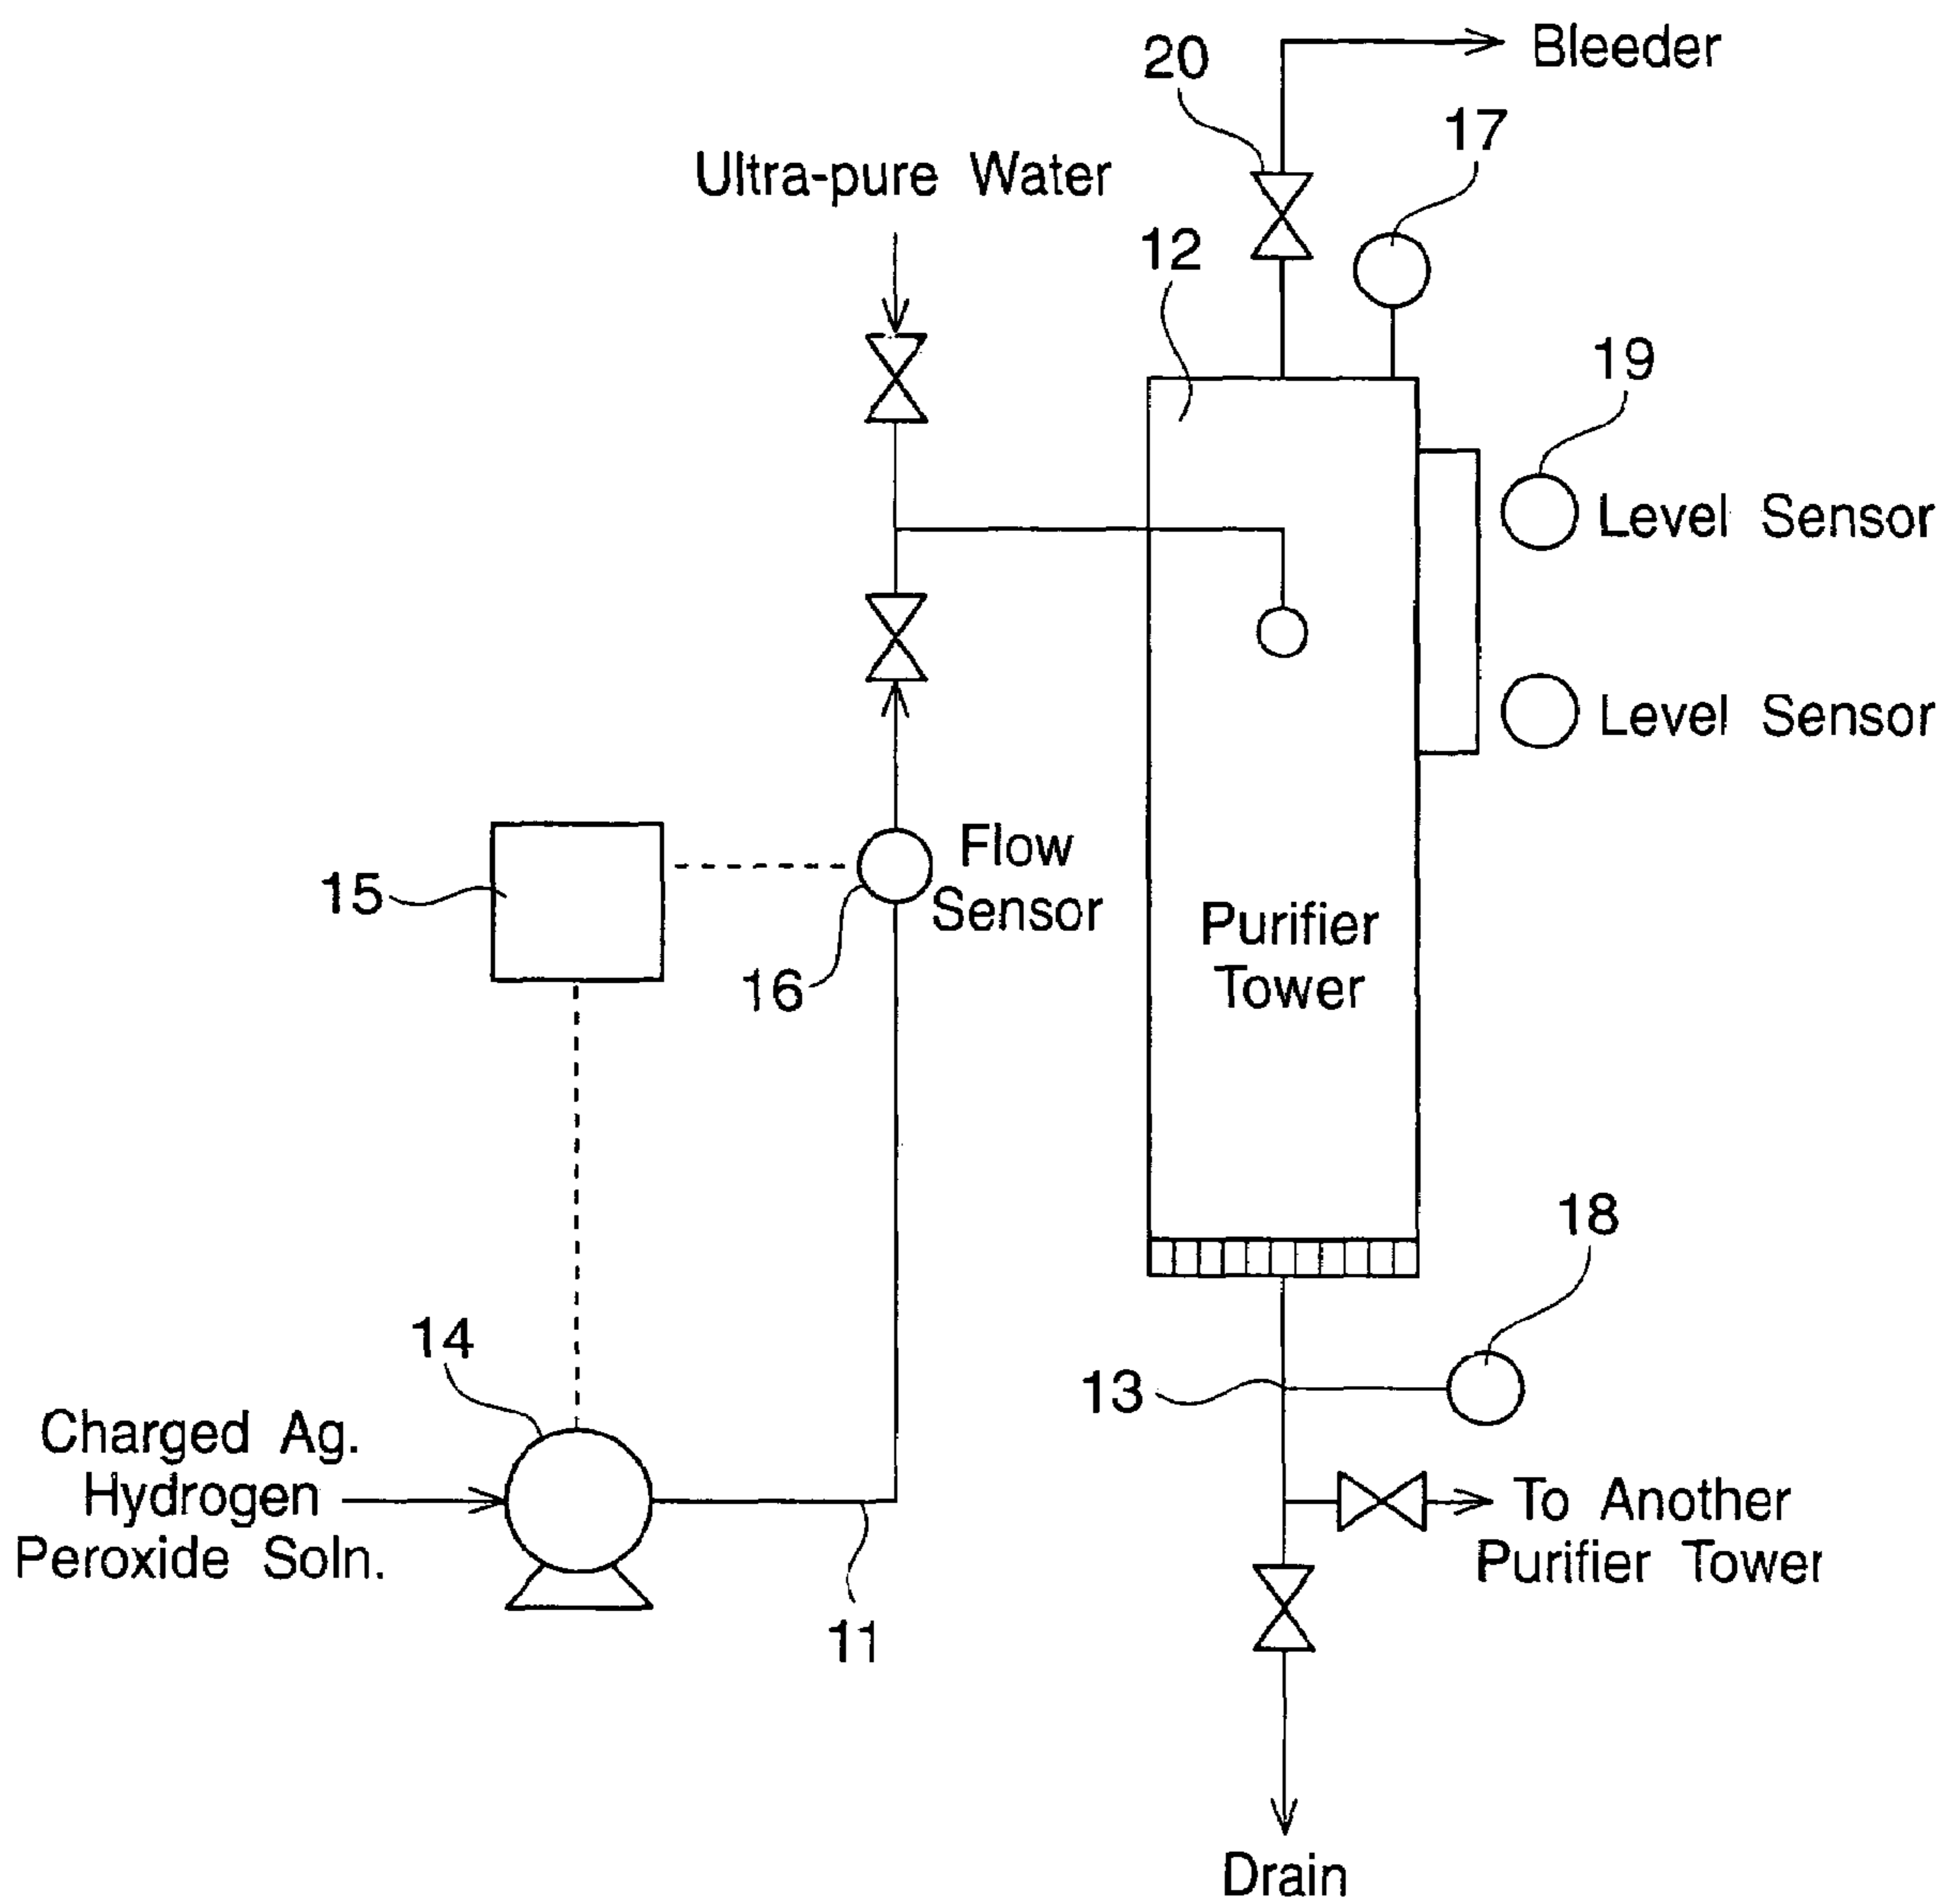 Bleeder
20
17
Ultra-pure Water
12
19
Level Sensor
Level Sensor
Flow
Sensor
15
16
Purifier
Tower
18
14
13
Charged Ag.
Hydrogen
Peroxide Soln.
To Another
Purifier Tower
11
Drain